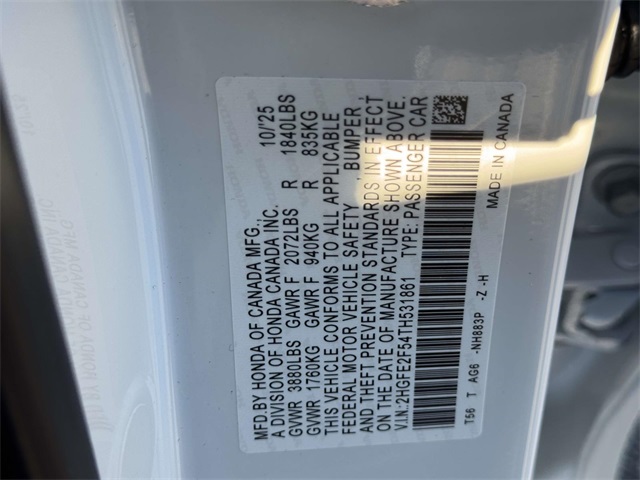 MFD.BY HONDA OF CANADA MFG., 10/25
A DIVISION OF HONDA CANADA INC.
GVWR 3880LBS GAWR F 2072LBS R 1840LBS
GVWR 1760KG GAWR F 940KG R 835KG
THIS VEHICLE CONFORMS TO ALL APPLICABLE
FEDERAL MOTOR VEHICLE SAFETY, BUMPER,
AND THEFT PREVENTION STANDARDS IN EFFECT
ON THE DATE OF MANUFACTURE SHOWN ABOVE.
V.I.N.:2HGFE2F54TH531861 TYPE: PASSENGER CAR
T56 T AG6 -NH883P -Z -H
MADE IN CANADA